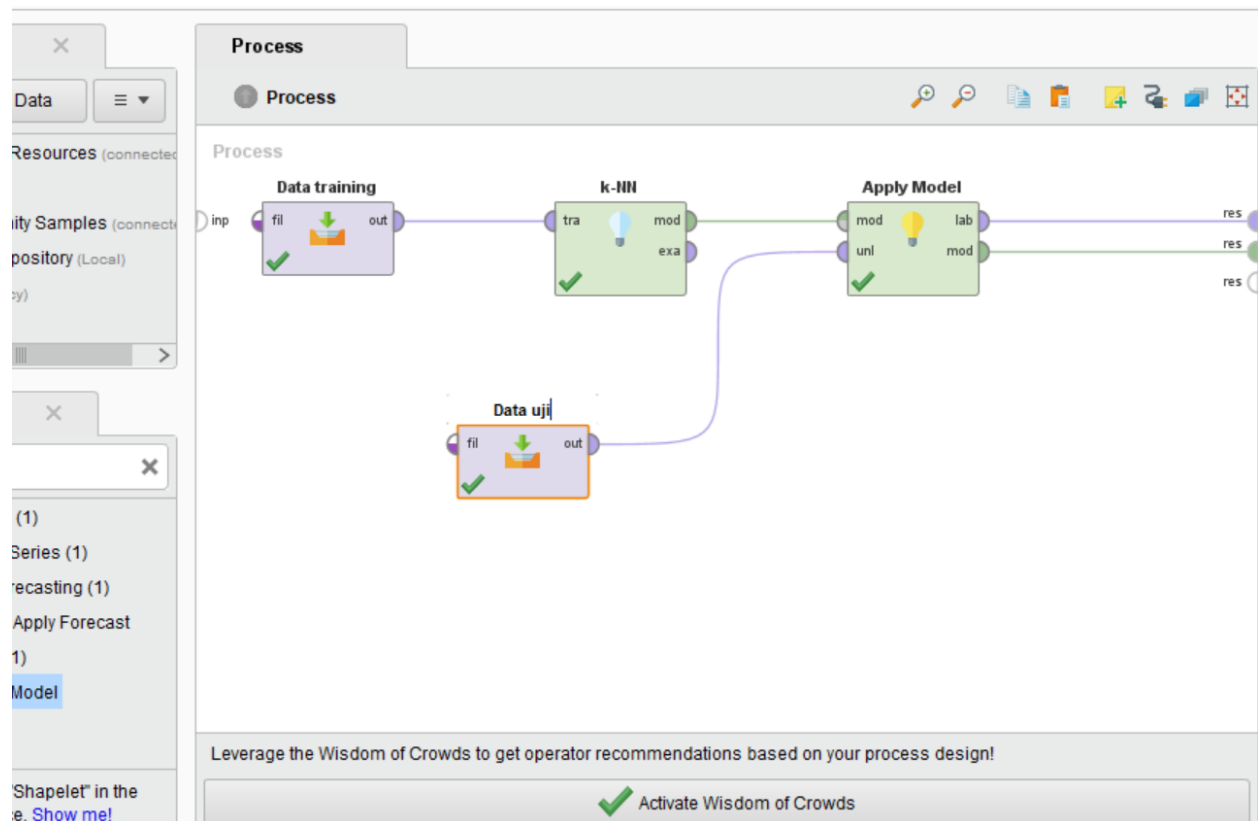 Process
Data
Process
Resources (connected
ity Samples (connecte
pository (Local)
cy)
Process
Data training
k-NN
Apply Model
inp
fil
out
tra
mod
exa
mod
lab
unl
mod
res
res
res
Data uji
fil
out
(1)
Series (1)
recasting (1)
Apply Forecast
1)
Model
Leverage the Wisdom of Crowds to get operator recommendations based on your process design!
"Shapelet" in the
e. Show me!
Activate Wisdom of Crowds